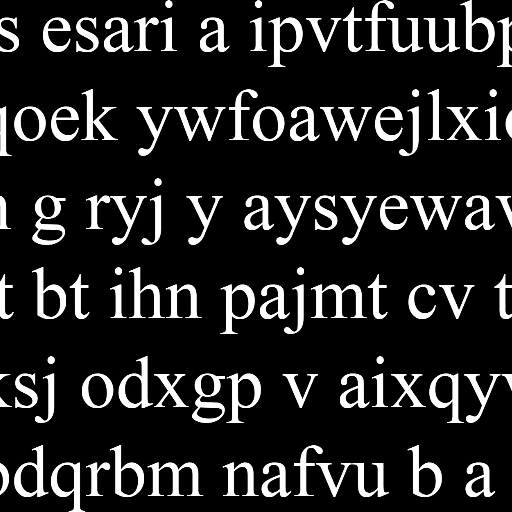 s esari a ipvtfuubp
qoek ywfoawejlxic
n g ryj y aysyewav
t bt ihn pajmt cv t
ksj odxgp v aixqyv
odqrbm nafvu b a